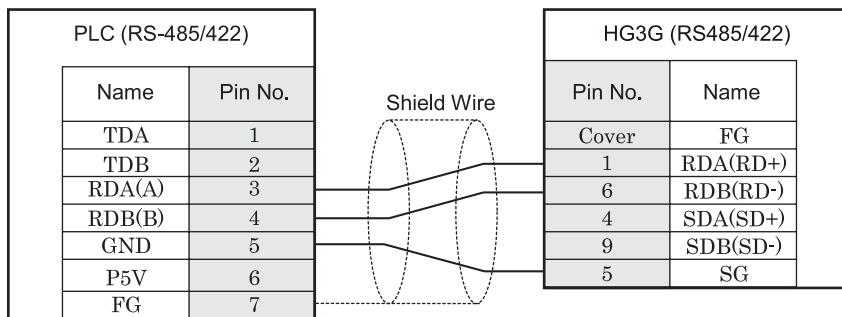 PLC (RS-485/422)
Name Pin No.
TDA 1
TDB 2
RDA(A) 3
RDB(B) 4
GND 5
P5V 6
FG 7
Shield Wire
HG3G (RS485/422)
Pin No. Name
Cover FG
1 RDA(RD+)
6 RDB(RD-)
4 SDA(SD+)
9 SDB(SD-)
5 SG